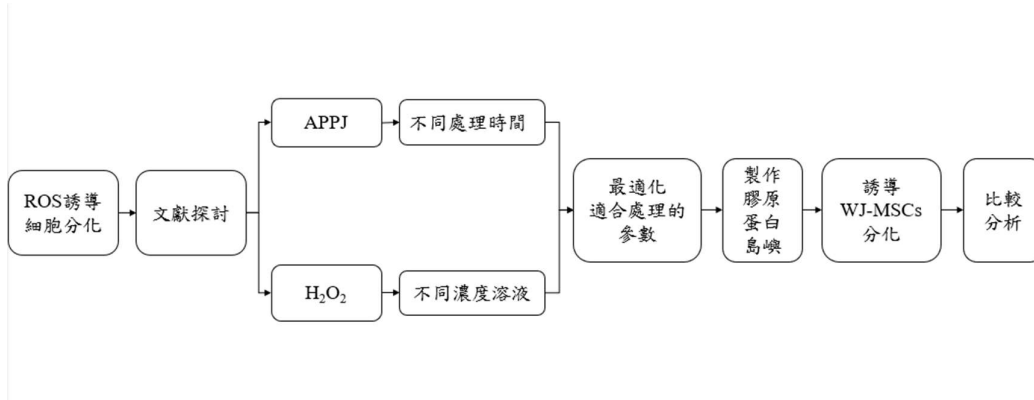 ROS誘導
細胞分化
文獻探討
APPJ
不同處理時間
H₂O₂
不同濃度溶液
最適化
適合處理的
參數
製作
膠原
蛋白
島嶼
誘導
WJ-MSCs
分化
比較
分析